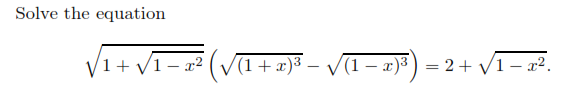 Solve the equation
√(1 + √(1 − x²)) (√((1 + x)³) − √((1 − x)³)) = 2 + √(1 − x²).